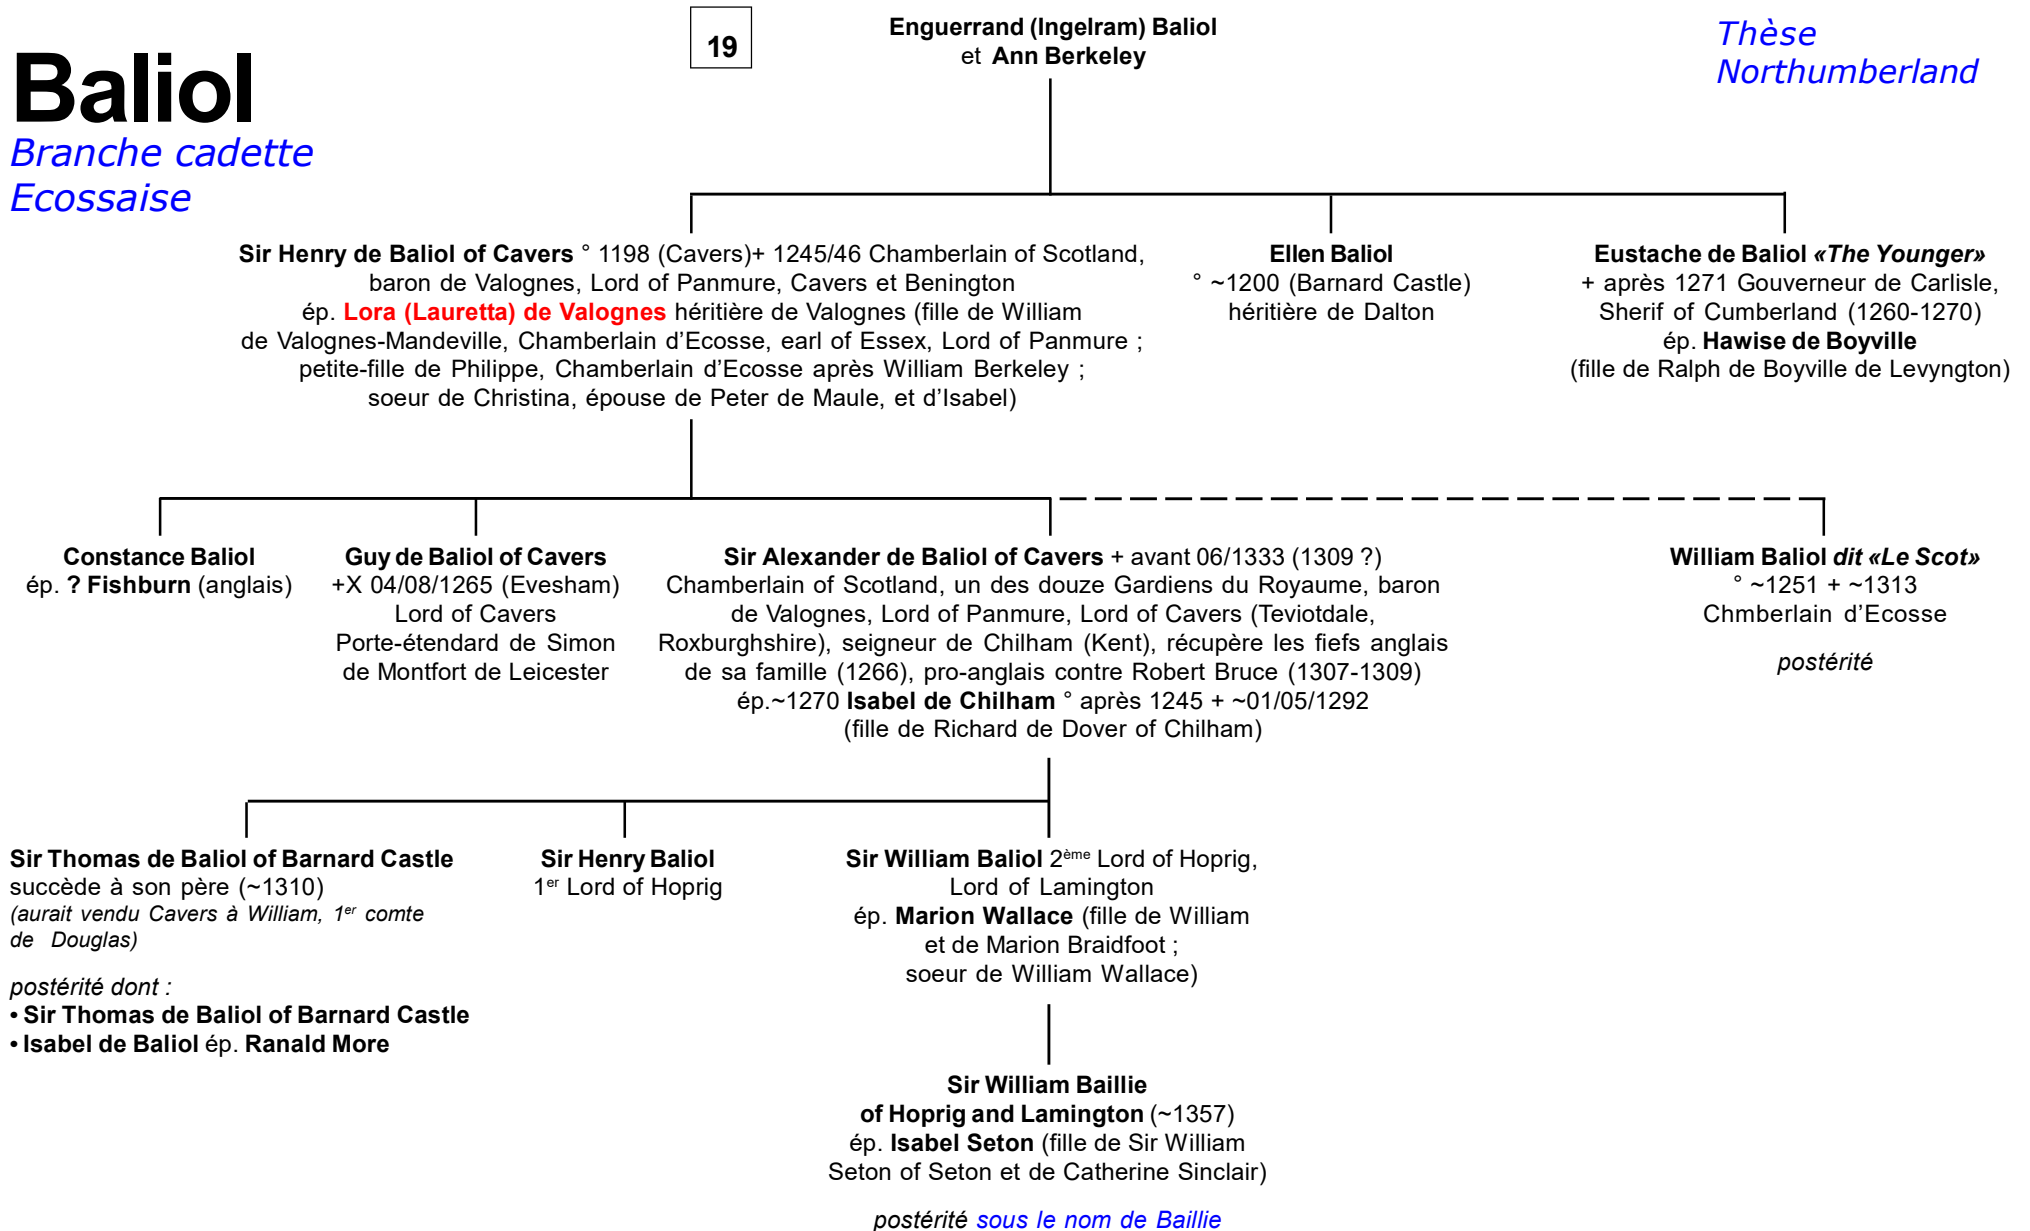 Baliol
Branche cadette
Ecossaise
19
Enguerrand (Ingelram) Baliol
et Ann Berkeley
Thèse
Northumberland
Sir Henry de Baliol of Cavers ° 1198 (Cavers)+ 1245/46 Chamberlain of Scotland,
baron de Valognes, Lord of Panmure, Cavers et Benington
ép. Lora (Lauretta) de Valognes héritière de Valognes (fille de William
de Valognes-Mandeville, Chamberlain d'Ecosse, earl of Essex, Lord of Panmure ;
petite-fille de Philippe, Chamberlain d'Ecosse après William Berkeley ;
soeur de Christina, épouse de Peter de Maule, et d'Isabel)
Ellen Baliol
° ~1200 (Barnard Castle)
héritière de Dalton
Eustache de Baliol «The Younger»
+ après 1271 Gouverneur de Carlisle,
Sherif of Cumberland (1260-1270)
ép. Hawise de Boyville
(fille de Ralph de Boyville de Levyngton)
Constance Baliol
ép. ? Fishburn (anglais)
Guy de Baliol of Cavers
+X 04/08/1265 (Evesham)
Lord of Cavers
Porte-étendard de Simon
de Montfort de Leicester
Sir Alexander de Baliol of Cavers + avant 06/1333 (1309 ?)
Chamberlain of Scotland, un des douze Gardiens du Royaume, baron
de Valognes, Lord of Panmure, Lord of Cavers (Teviotdale,
Roxburghshire), seigneur de Chilham (Kent), récupère les fiefs anglais
de sa famille (1266), pro-anglais contre Robert Bruce (1307-1309)
ép.~1270 Isabel de Chilham ° après 1245 + ~01/05/1292
(fille de Richard de Dover of Chilham)
William Baliol dit «Le Scot»
° ~1251 + ~1313
Chmberlain d'Ecosse
postérité
Sir Thomas de Baliol of Barnard Castle
succède à son père (~1310)
(aurait vendu Cavers à William, 1er comte
de Douglas)
postérité dont :
• Sir Thomas de Baliol of Barnard Castle
• Isabel de Baliol ép. Ranald More
Sir Henry Baliol
1er Lord of Hoprig
Sir William Baliol 2ème Lord of Hoprig,
Lord of Lamington
ép. Marion Wallace (fille de William
et de Marion Braidfoot ;
soeur de William Wallace)
Sir William Baillie
of Hoprig and Lamington (~1357)
ép. Isabel Seton (fille de Sir William
Seton of Seton et de Catherine Sinclair)
postérité sous le nom de Baillie